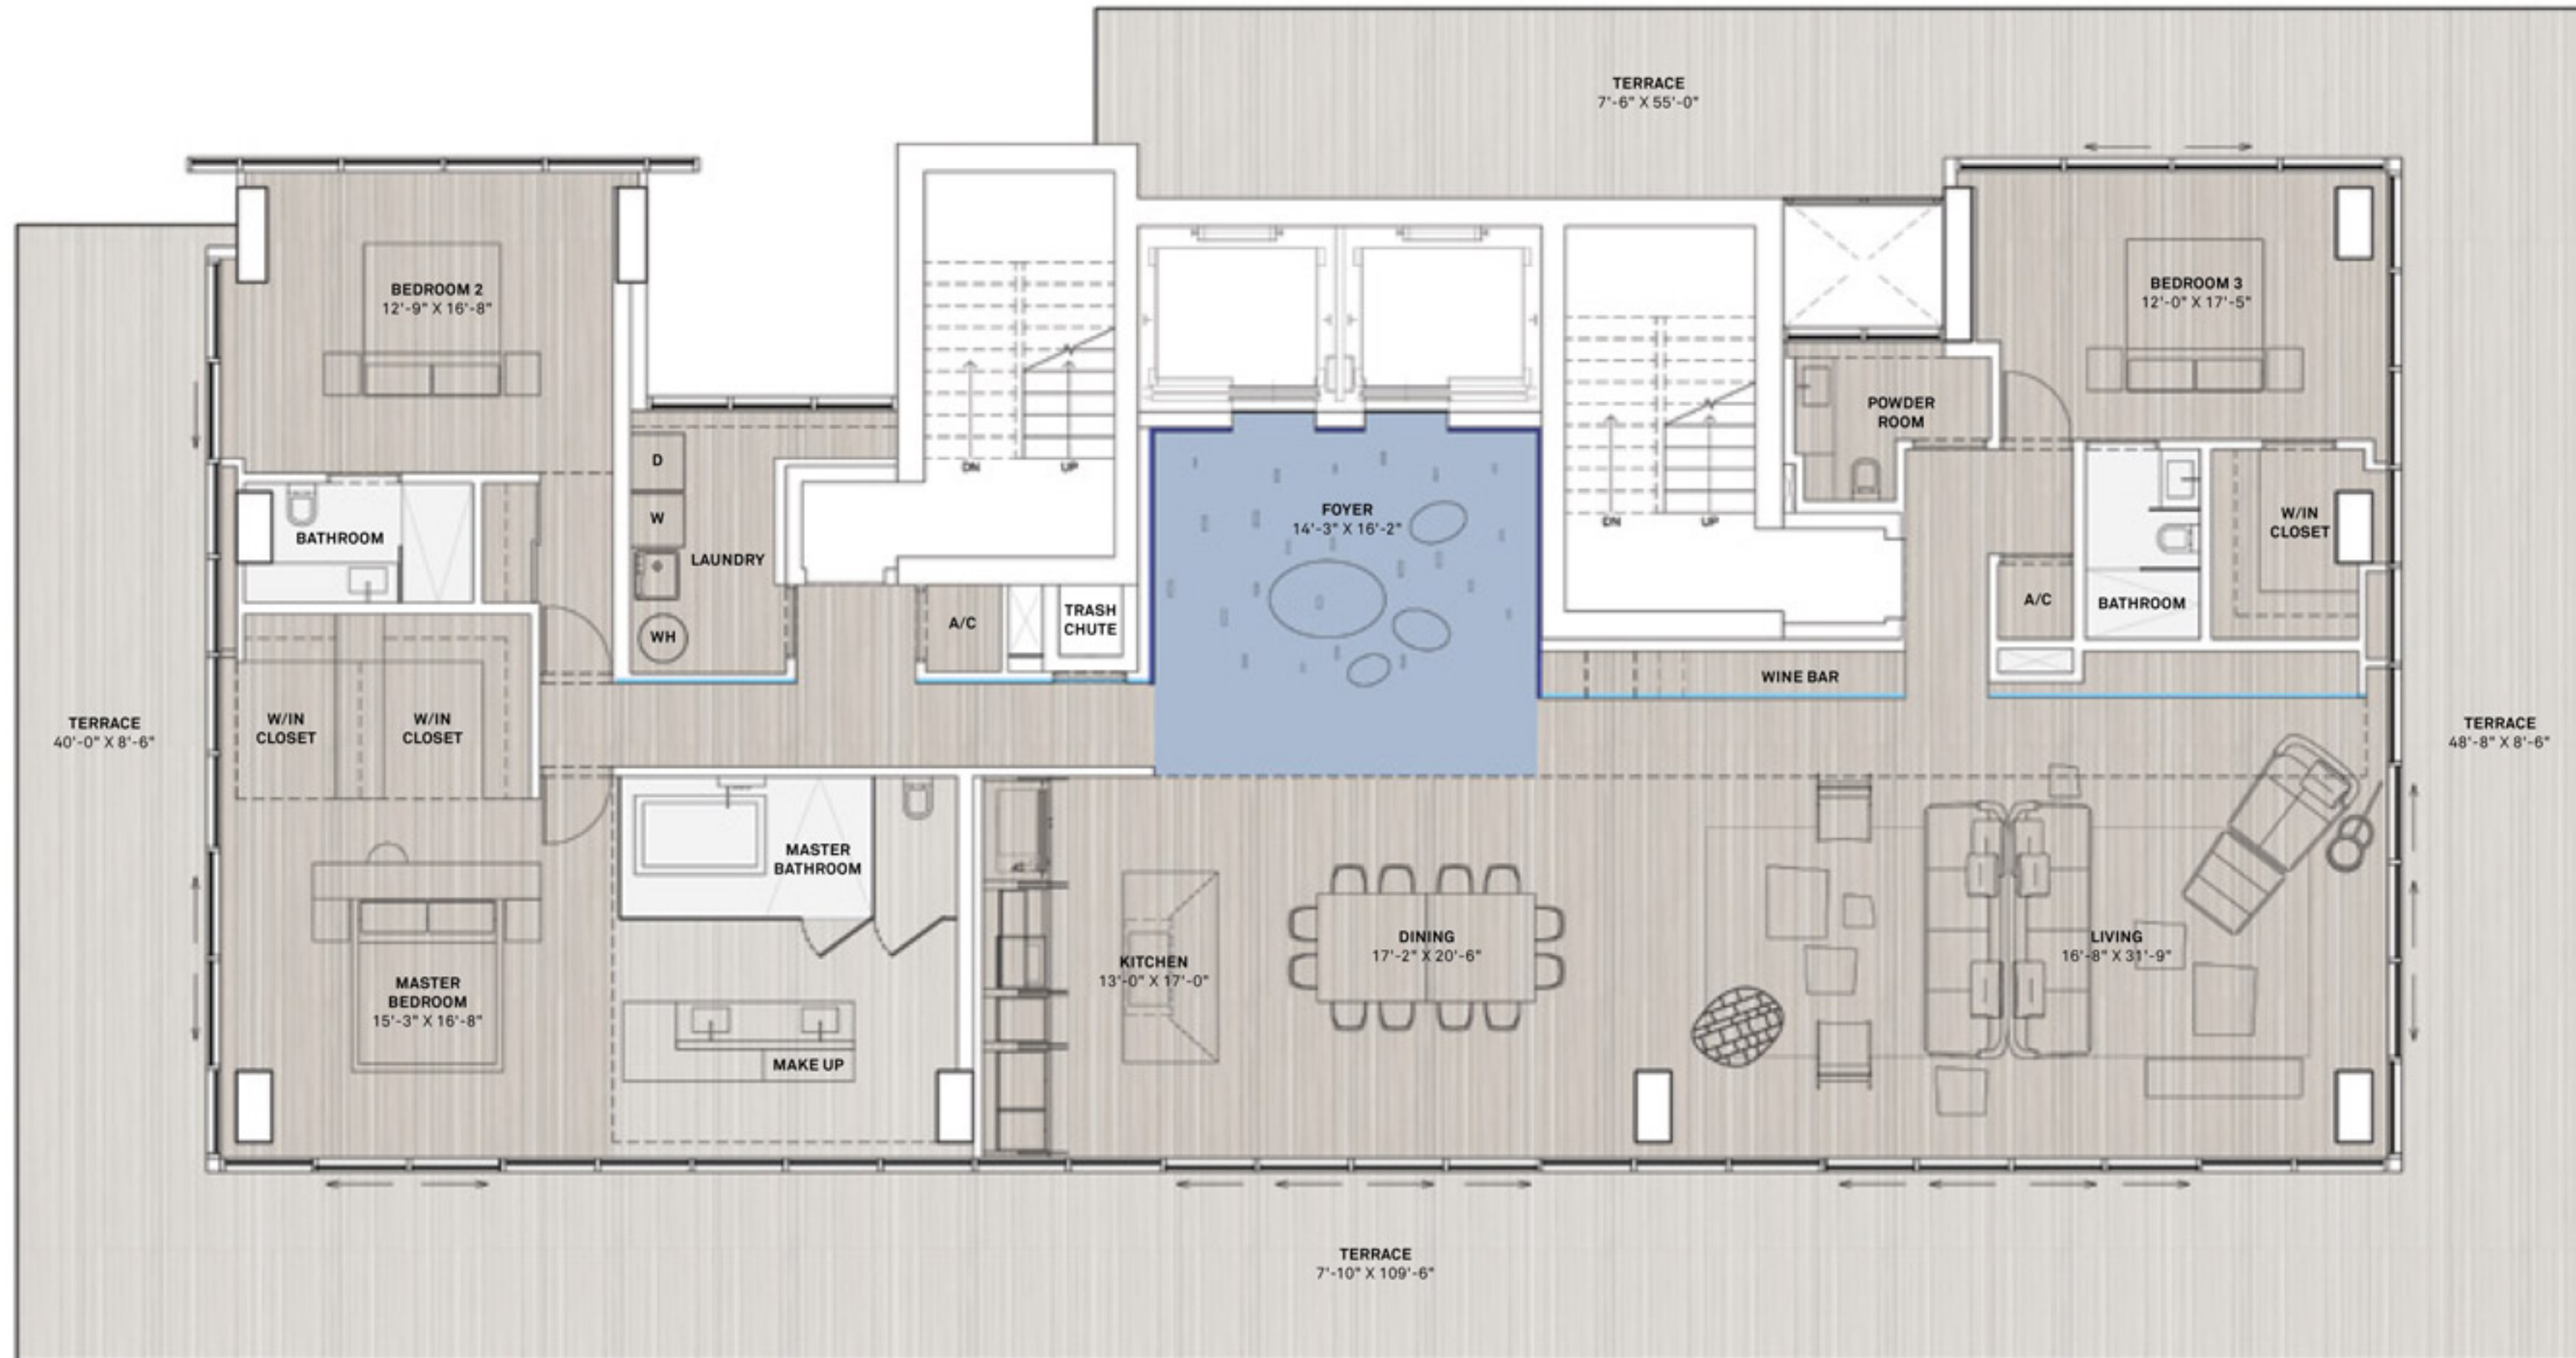 TERRACE
7'-6" X 55'-0"
BEDROOM 2
12'-9" X 16'-8"
BEDROOM 3
12'-0" X 17'-5"
POWDER
ROOM
D
W
LAUNDRY
WH
BATHROOM
DN
UP
FOYER
14'-3" X 16'-2"
DN
UP
W/IN
CLOSET
A/C
BATHROOM
A/C
TRASH
CHUTE
WINE BAR
TERRACE
40'-0" X 8'-6"
W/IN
CLOSET
W/IN
CLOSET
TERRACE
48'-8" X 8'-6"
MASTER
BATHROOM
MASTER
BEDROOM
15'-3" X 16'-8"
MAKE UP
KITCHEN
13'-0" X 17'-0"
DINING
17'-2" X 20'-6"
LIVING
16'-8" X 31'-9"
TERRACE
7'-10" X 109'-6"